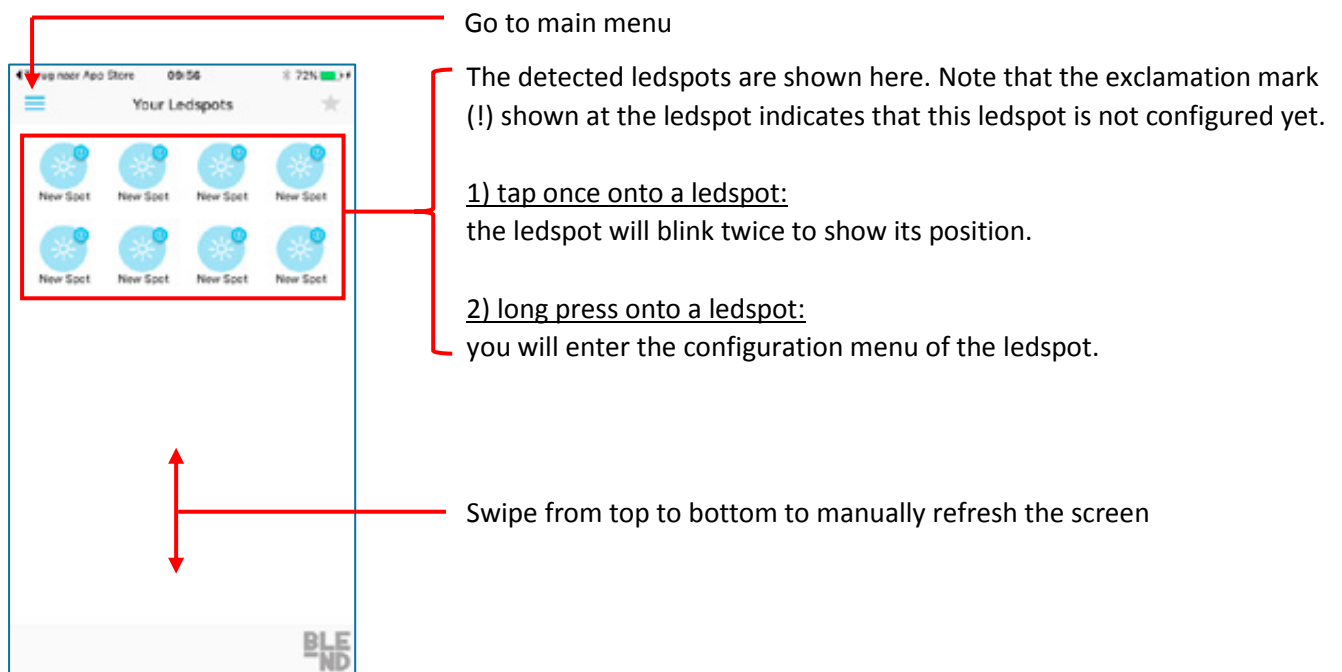 Go to main menu
Terug naar App Store 09:56 72%
Your Ledspots
New Spot New Spot New Spot New Spot
New Spot New Spot New Spot New Spot
The detected ledspots are shown here. Note that the exclamation mark
(!) shown at the ledspot indicates that this ledspot is not configured yet.
1) tap once onto a ledspot:
the ledspot will blink twice to show its position.
2) long press onto a ledspot:
you will enter the configuration menu of the ledspot.
Swipe from top to bottom to manually refresh the screen
BLE
ND